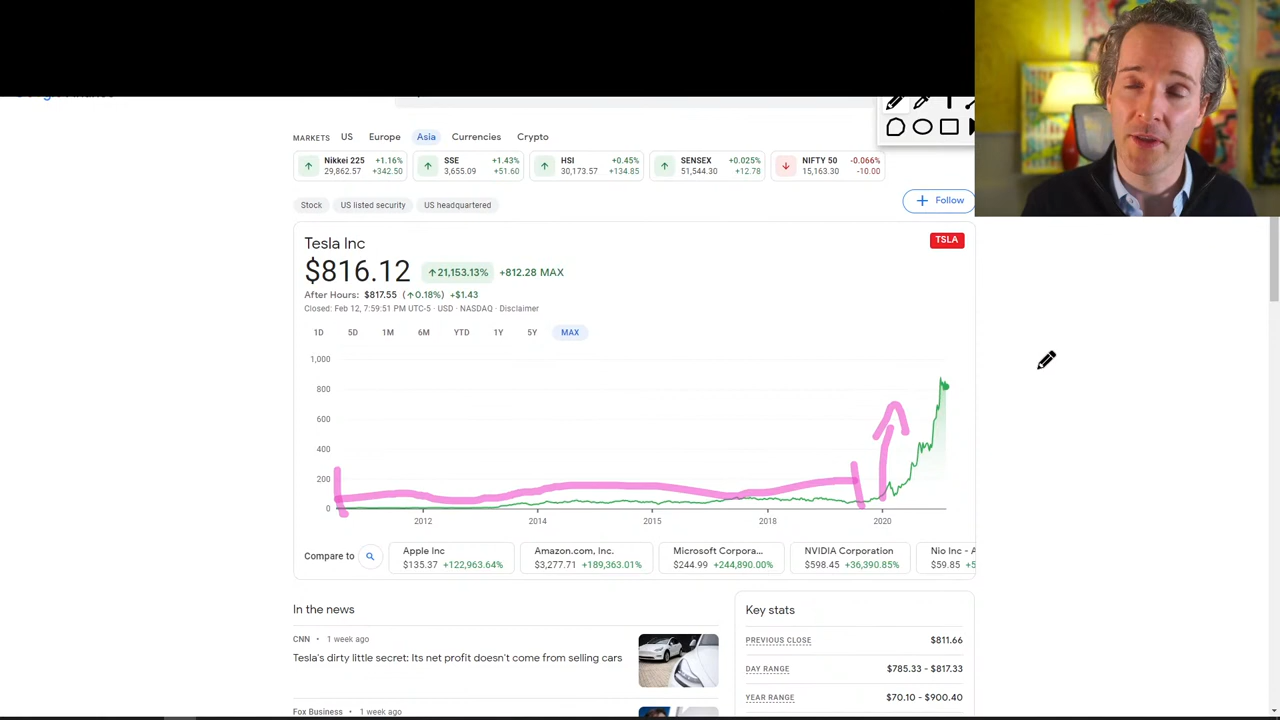 MARKETS US Europe Asia Currencies Crypto
Nikkei 225 +1.16% SSE +1.43% HSI +0.45% SENSEX +0.025% NIFTY 50 -0.066%
29,862.57 +342.50 3,655.09 +51.60 30,173.57 +134.85 51,544.30 +12.78 15,163.30 -10.00
Stock US listed security US headquartered
Follow
Tesla Inc
TSLA
$816.12 ↑21,153.13% +812.28 MAX
After Hours: $817.55 (↑0.18%) +$1.43
Closed: Feb 12, 7:59:51 PM UTC-5 · USD · NASDAQ · Disclaimer
1D 5D 1M 6M YTD 1Y 5Y MAX
1,000
800
600
400
200
0
2012 2014 2015 2018 2020
Compare to
Apple Inc
$135.37 +122,963.64%
Amazon.com, Inc.
$3,277.71 +189,363.01%
Microsoft Corpora...
$244.99 +244,890.00%
NVIDIA Corporation
$598.45 +36,390.85%
Nio Inc - A
$59.85 +5
In the news
CNN · 1 week ago
Tesla's dirty little secret: Its net profit doesn't come from selling cars
Fox Business · 1 week ago
Key stats
PREVIOUS CLOSE $811.66
DAY RANGE $785.33 - $817.33
YEAR RANGE $70.10 - $900.40